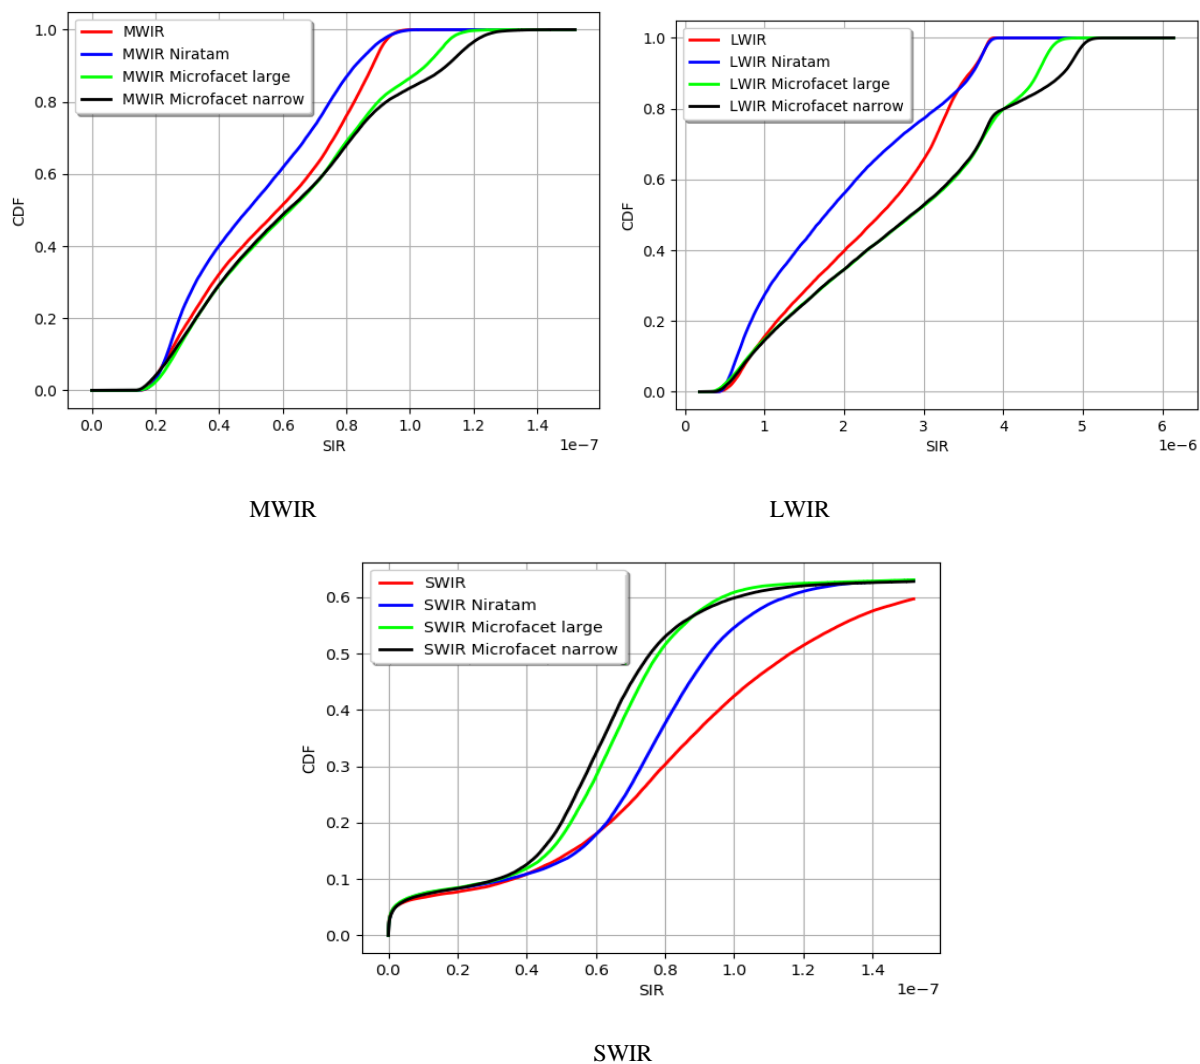 MWIR
MWIR Niratam
MWIR Microfacet large
MWIR Microfacet narrow
1.0
0.8
0.6
0.4
0.2
0.0
CDF
0.0 0.2 0.4 0.6 0.8 1.0 1.2 1.4
SIR
1e-7
MWIR
LWIR
LWIR Niratam
LWIR Microfacet large
LWIR Microfacet narrow
1.0
0.8
0.6
0.4
0.2
0.0
CDF
0 1 2 3 4 5 6
SIR
1e-6
LWIR
SWIR
SWIR Niratam
SWIR Microfacet large
SWIR Microfacet narrow
0.6
0.5
0.4
0.3
0.2
0.1
0.0
CDF
0.0 0.2 0.4 0.6 0.8 1.0 1.2 1.4
SIR
1e-7
SWIR